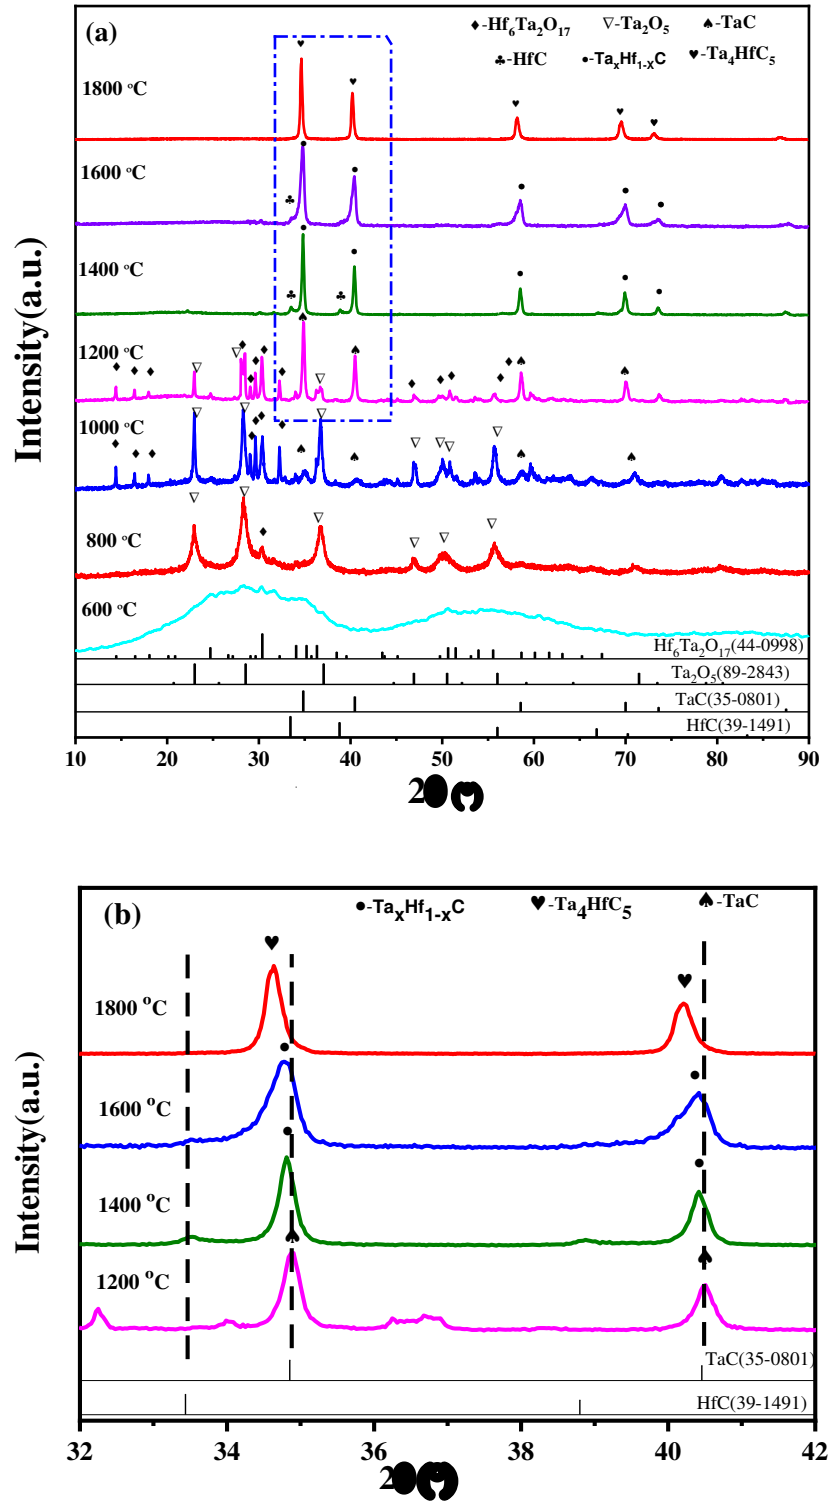 (a)
♦-Hf₆Ta₂O₁₇ ▽-Ta₂O₅ ♠-TaC
♣-HfC ●-TaₓHf₁₋ₓC ♥-Ta₄HfC₅
1800 °C
1600 °C
1400 °C
1200 °C
1000 °C
800 °C
600 °C
Intensity(a.u.)
Hf₆Ta₂O₁₇(44-0998)
Ta₂O₅(89-2843)
TaC(35-0801)
HfC(39-1491)
10 20 30 40 50 60 70 80 90
2
(b)
●-TaₓHf₁₋ₓC ♥-Ta₄HfC₅ ♠-TaC
1800 °C
1600 °C
1400 °C
1200 °C
Intensity(a.u.)
TaC(35-0801)
HfC(39-1491)
32 34 36 38 40 42
2